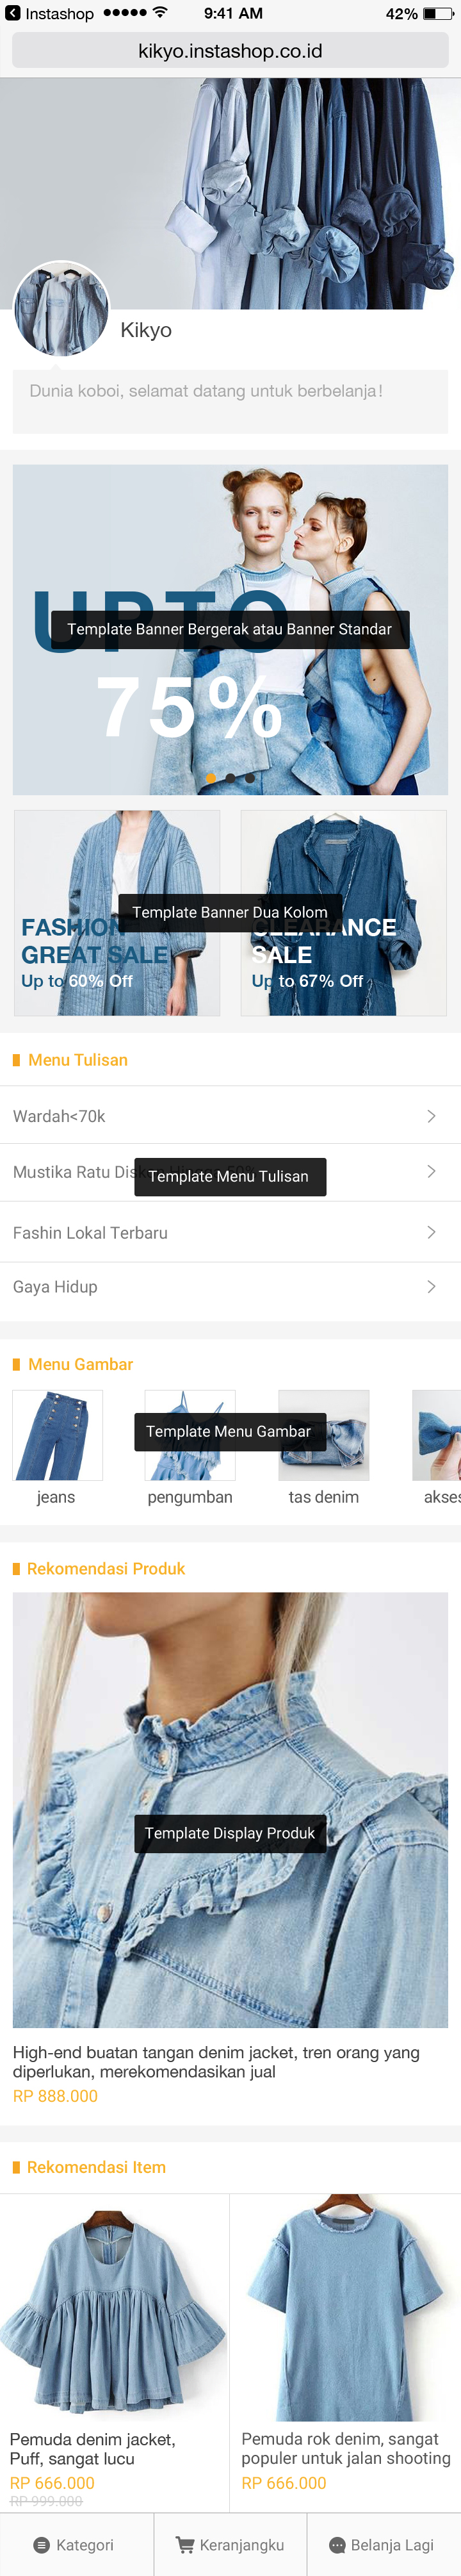 Instashop
9:41 AM
42%
kikyo.instashop.co.id
Kikyo
Dunia koboi, selamat datang untuk berbelanja!
UPTO
Template Banner Bergerak atau Banner Standar
75%
Template Banner Dua Kolom
FASHION
GREAT SALE
Up to 60% Off
CLEARANCE
SALE
Up to 67% Off
Menu Tulisan
Wardah<70k
Mustika Ratu
Template Menu Tulisan
Fashin Lokal Terbaru
Gaya Hidup
Menu Gambar
Template Menu Gambar
jeans
pengumban
tas denim
akses
Rekomendasi Produk
Template Display Produk
High-end buatan tangan denim jacket, tren orang yang
diperlukan, merekomendasikan jual
RP 888.000
Rekomendasi Item
Pemuda denim jacket,
Puff, sangat lucu
RP 666.000
RP 999.000
Pemuda rok denim, sangat
populer untuk jalan shooting
RP 666.000
Kategori
Keranjangku
Belanja Lagi